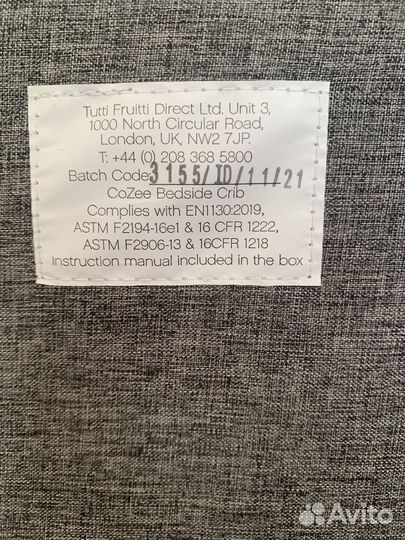 Tutti Fruitti Direct Ltd. Unit 3,
1000 North Circular Road,
London, UK, NW2 7JP.
T: +44 (0) 208 368 5800
Batch Code 3155/ID/11/21
CoZee Bedside Crib
Complies with EN1130:2019,
ASTM F2194-16e1 & 16 CFR 1222,
ASTM F2906-13 & 16CFR 1218
Instruction manual included in the box
Avito